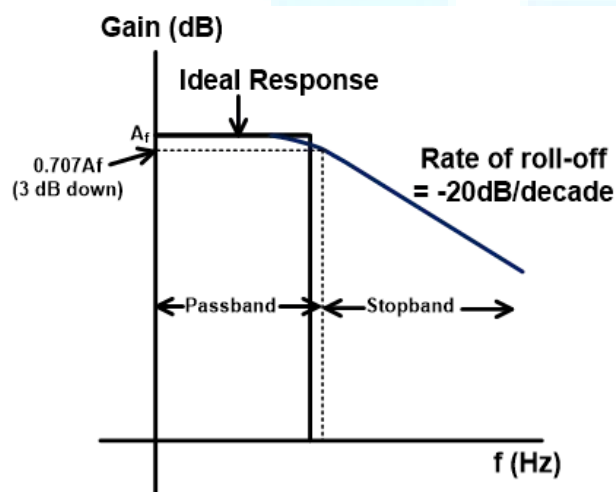 Gain (dB)
Ideal Response
Af
0.707Af
(3 dB down)
Rate of roll-off
= -20dB/decade
Passband
Stopband
f (Hz)